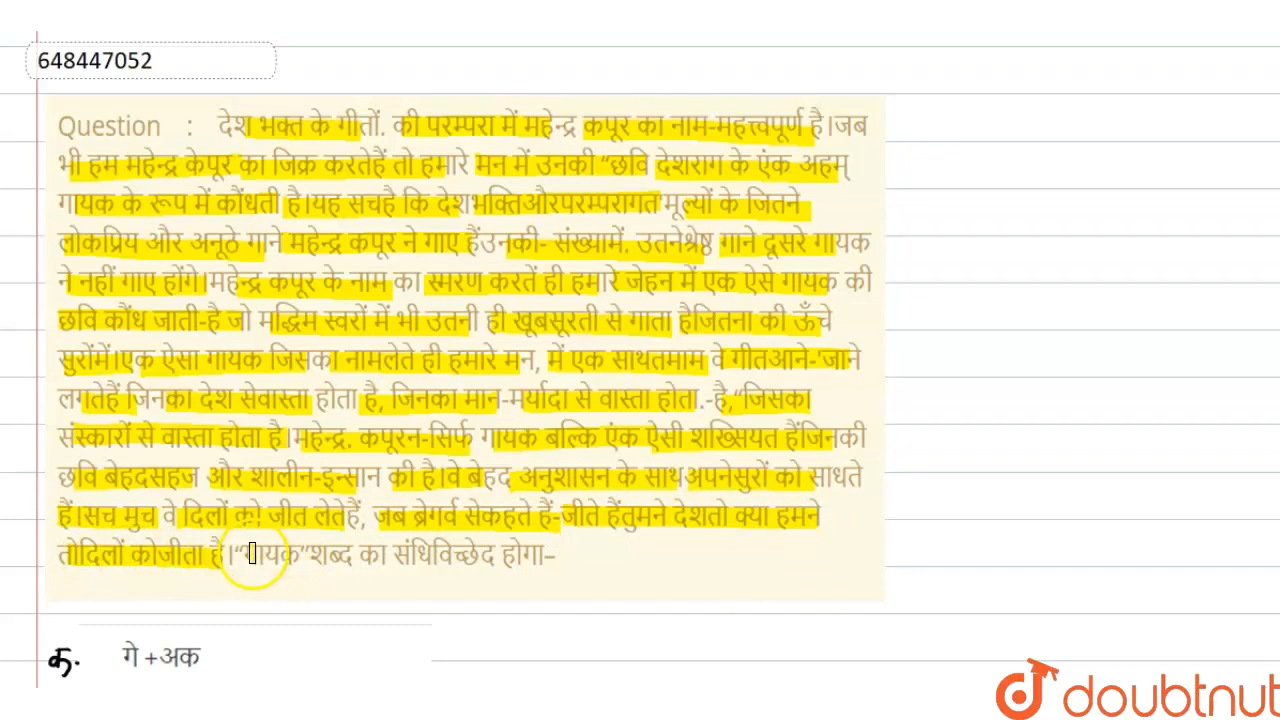 648447052
Question : देश भक्त के गीतों. की परम्परा में महेन्द्र कपूर का नाम-महत्त्वपूर्ण है।जब
भी हम महेन्द्र केपूर का जिक्र करतेहैं तो हमारे मन में उनकी “छवि देशराग के एंक अहम्
गायक के रूप में कौंधती है।यह सचहै कि देशभक्तिऔरपरम्परागत मूल्यों के जितने
लोकप्रिय और अनूठे गाने महेन्द्र कपूर ने गाए हैंउनकी- संख्यामें. उतनेश्रेष्ठ गाने दूसरे गायक
ने नहीं गाए होंगे।महेन्द्र कपूर के नाम का स्मरण करतें ही हमारे जेहन में एक ऐसे गायक की
छवि कौंध जाती-है जो मद्धिम स्वरों में भी उतनी ही खूबसूरती से गाता हैजितना की ऊँचे
सुरोंमें।एक ऐसा गायक जिसका नामलेते ही हमारे मन, में एक साथतमाम वे गीतआने-'जाने
लगतेहैं जिनका देश सेवास्ता होता है, जिनका मान-मर्यादा से वास्ता होता.-है,“जिसका
संस्कारों से वास्ता होता है।महेन्द्र. कपूरन-सिर्फ गायक बल्कि एंक ऐसी शख्सियत हैंजिनकी
छवि बेहदसहज और शालीन-इन्सान की है।वे बेहद अनुशासन के साथअपनेसुरों को साधते
हैं।सच मुच वे दिलों को जीत लेतेहैं, जब ब्रेगर्व सेकहते हैं-जीते हैंतुमने देशतो क्या हमने
तोदिलों कोजीता है।“गायक”शब्द का संधिविच्छेद होगा–
क. गे +अक
doubtnut